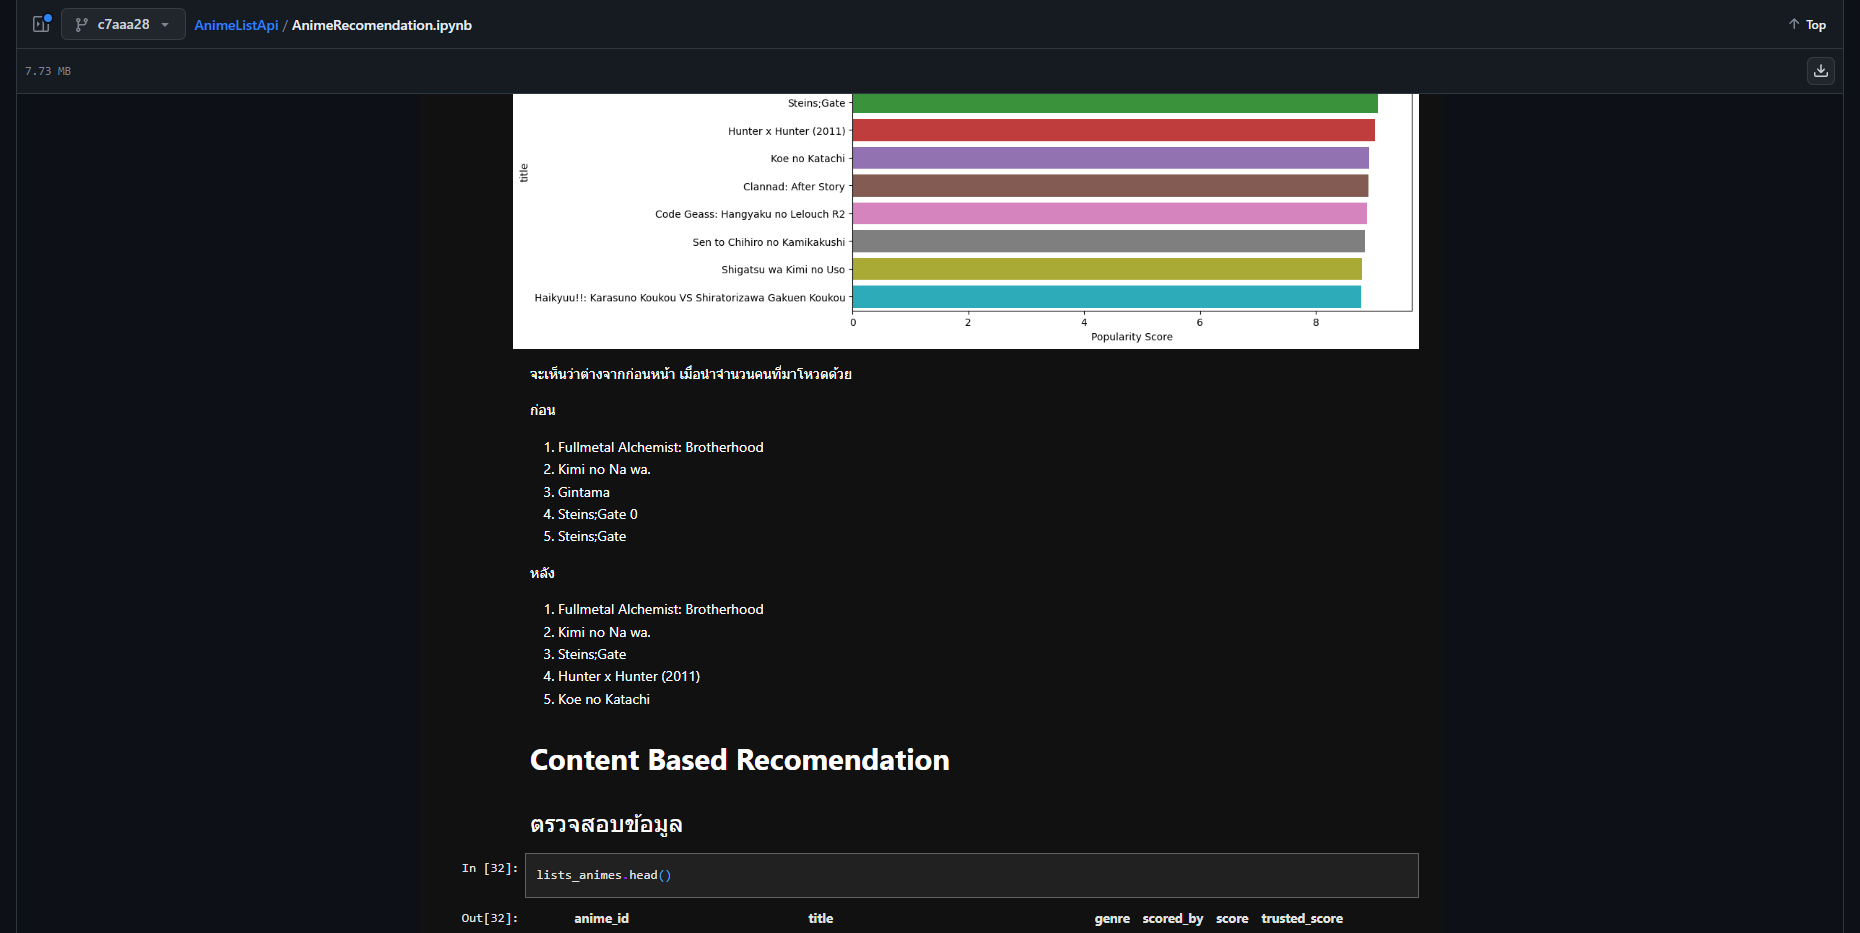 c7aaa28
AnimeListApi / AnimeRecomendation.ipynb
Top
7.73 MB
Steins;Gate
Hunter x Hunter (2011)
Koe no Katachi
title
Clannad: After Story
Code Geass: Hangyaku no Lelouch R2
Sen to Chihiro no Kamikakushi
Shigatsu wa Kimi no Uso
Haikyuu!!: Karasuno Koukou VS Shiratorizawa Gakuen Koukou
0 2 4 6 8
Popularity Score
จะเห็นว่าต่างจากก่อนหน้า เมื่อนำจำนวนคนที่มาโหวดด้วย
ก่อน
1. Fullmetal Alchemist: Brotherhood
2. Kimi no Na wa.
3. Gintama
4. Steins;Gate 0
5. Steins;Gate
หลัง
1. Fullmetal Alchemist: Brotherhood
2. Kimi no Na wa.
3. Steins;Gate
4. Hunter x Hunter (2011)
5. Koe no Katachi
Content Based Recomendation
ตรวจสอบข้อมูล
In [32]: lists_animes.head()
Out[32]: anime_id title genre scored_by score trusted_score